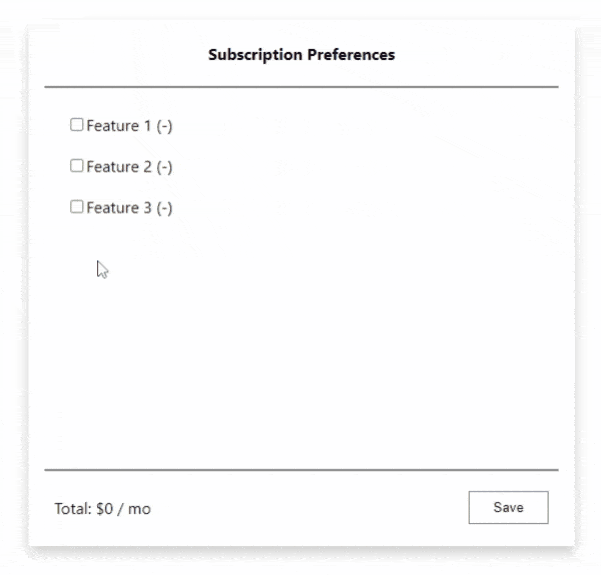 Subscription Preferences
Feature 1 (-)
Feature 2 (-)
Feature 3 (-)
Total: $0 / mo
Save